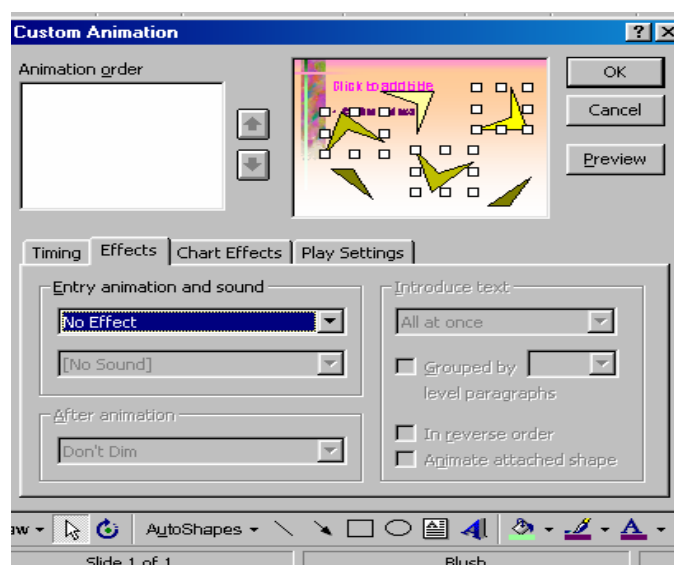 Custom Animation
Animation order
Click to add title
OK
Cancel
Preview
Timing Effects Chart Effects Play Settings
Entry animation and sound
No Effect
[No Sound]
After animation
Don't Dim
Introduce text
All at once
Grouped by
level paragraphs
In reverse order
Animate attached shape
aw AutoShapes
Slide 1 of 1 Blush